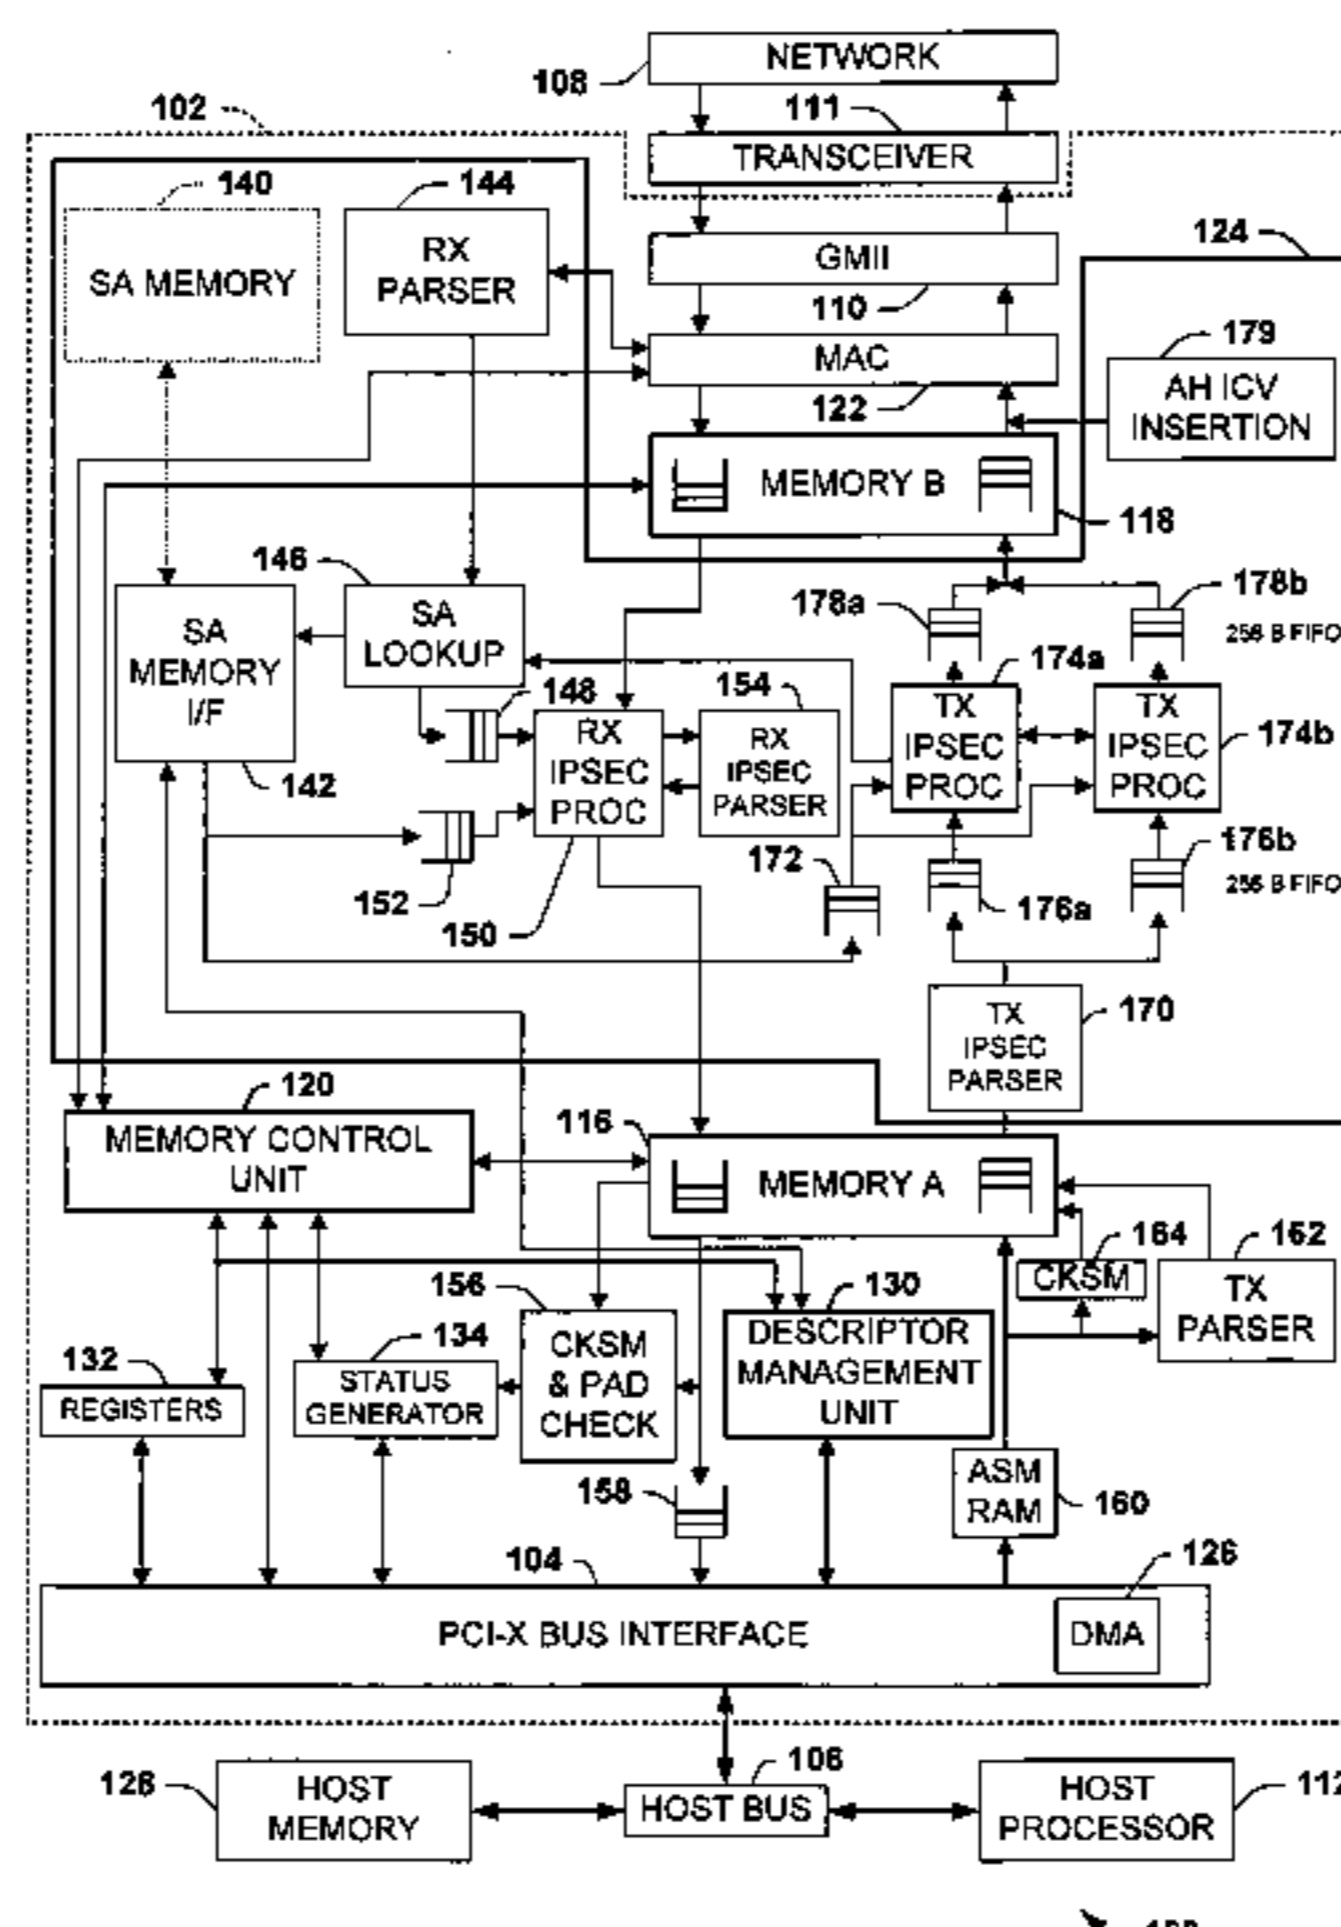 NETWORK
108
111
102
TRANSCEIVER
140
144
124
RX
PARSER
SA MEMORY
GMII
110
179
MAC
AH ICV
INSERTION
122
MEMORY B
118
146
178a
178b
256 B FIFO
SA
LOOKUP
SA
MEMORY
I/F
174a
148
154
TX
IPSEC
PROC
TX
IPSEC
PROC
174b
RX
IPSEC
PROC
RX
IPSEC
PARSER
142
172
176b
256 B FIFO
152
176a
150
170
TX
IPSEC
PARSER
120
116
MEMORY CONTROL
UNIT
MEMORY A
164
162
156
130
CKSM
TX
PARSER
134
DESCRIPTOR
MANAGEMENT
UNIT
132
CKSM
& PAD
CHECK
REGISTERS
STATUS
GENERATOR
158
ASM
RAM
160
104
126
PCI-X BUS INTERFACE
DMA
106
128
HOST
MEMORY
HOST BUS
HOST
PROCESSOR
112